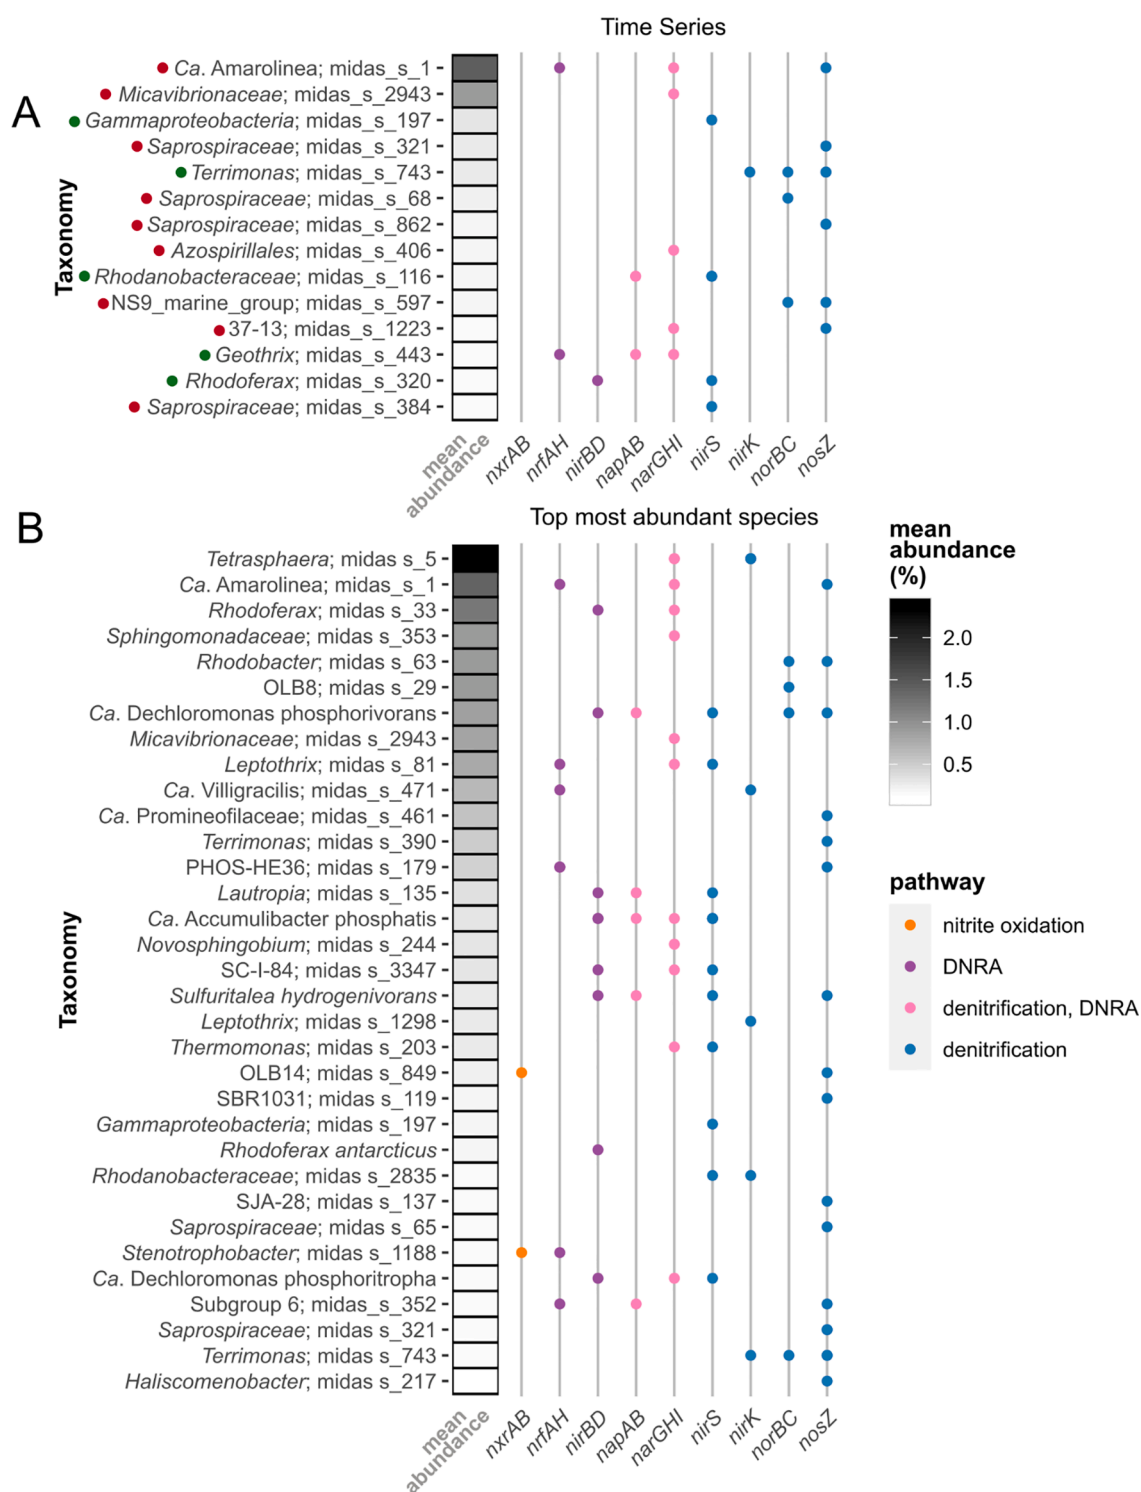 Time Series
A
Taxonomy
Ca. Amarolinea; midas_s_1
Micavibrionaceae; midas_s_2943
Gammaproteobacteria; midas_s_197
Saprospiraceae; midas_s_321
Terrimonas; midas_s_743
Saprospiraceae; midas_s_68
Saprospiraceae; midas_s_862
Azospirillales; midas_s_406
Rhodanobacteraceae; midas_s_116
NS9_marine_group; midas_s_597
37-13; midas_s_1223
Geothrix; midas_s_443
Rhodoferax; midas_s_320
Saprospiraceae; midas_s_384
mean
abundance
nxrAB
nrfAH
nirBD
napAB
narGHI
nirS
nirK
norBC
nosZ
B
Top most abundant species
Taxonomy
Tetrasphaera; midas s_5
Ca. Amarolinea; midas_s_1
Rhodoferax; midas s_33
Sphingomonadaceae; midas s_353
Rhodobacter; midas s_63
OLB8; midas s_29
Ca. Dechloromonas phosphorivorans
Micavibrionaceae; midas s_2943
Leptothrix; midas s_81
Ca. Villigracilis; midas_s_471
Ca. Promineofilaceae; midas_s_461
Terrimonas; midas s_390
PHOS-HE36; midas s_179
Lautropia; midas s_135
Ca. Accumulibacter phosphatis
Novosphingobium; midas s_244
SC-I-84; midas s_3347
Sulfuritalea hydrogenivorans
Leptothrix; midas s_1298
Thermomonas; midas s_203
OLB14; midas s_849
SBR1031; midas s_119
Gammaproteobacteria; midas s_197
Rhodoferax antarcticus
Rhodanobacteraceae; midas s_2835
SJA-28; midas s_137
Saprospiraceae; midas s_65
Stenotrophobacter; midas s_1188
Ca. Dechloromonas phosphoritropha
Subgroup 6; midas_s_352
Saprospiraceae; midas s_321
Terrimonas; midas s_743
Haliscomenobacter; midas s_217
mean
abundance
nxrAB
nrfAH
nirBD
napAB
narGHI
nirS
nirK
norBC
nosZ
mean
abundance
(%)
2.0
1.5
1.0
0.5
pathway
nitrite oxidation
DNRA
denitrification, DNRA
denitrification